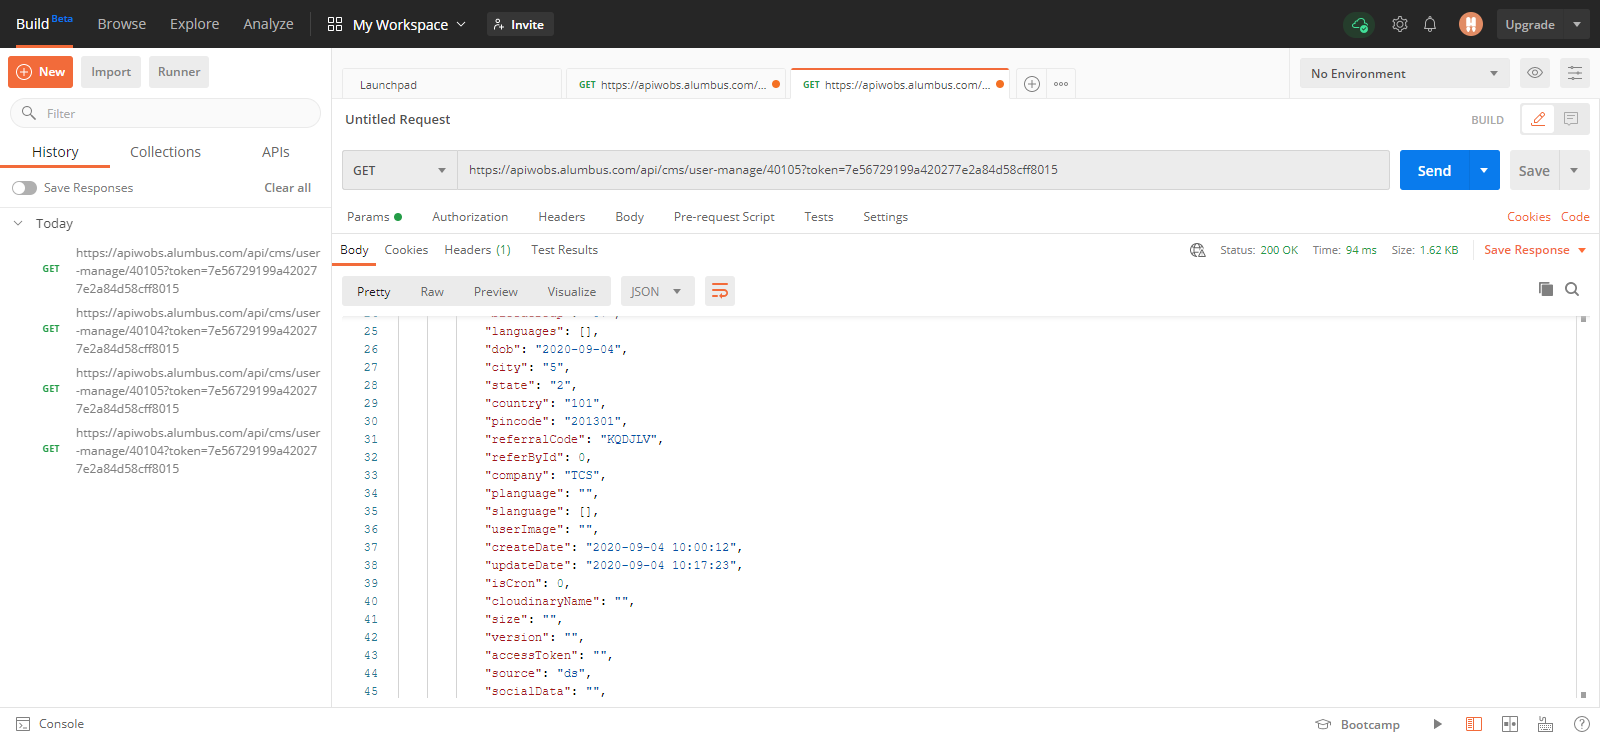 Build Beta Browse Explore Analyze My Workspace Invite Upgrade
New Import Runner
Launchpad GET https://apiwobs.alumbus.com/... GET https://apiwobs.alumbus.com/... No Environment
Filter
Untitled Request BUILD
History Collections APIs
GET https://apiwobs.alumbus.com/api/cms/user-manage/40105?token=7e56729199a420277e2a84d58cff8015 Send Save
Save Responses Clear all
Params Authorization Headers Body Pre-request Script Tests Settings Cookies Code
Today
Body Cookies Headers (1) Test Results Status: 200 OK Time: 94 ms Size: 1.62 KB Save Response
GET https://apiwobs.alumbus.com/api/cms/user
-manage/40105?token=7e56729199a42027
7e2a84d58cff8015
GET https://apiwobs.alumbus.com/api/cms/user
-manage/40104?token=7e56729199a42027
7e2a84d58cff8015
GET https://apiwobs.alumbus.com/api/cms/user
-manage/40105?token=7e56729199a42027
7e2a84d58cff8015
GET https://apiwobs.alumbus.com/api/cms/user
-manage/40104?token=7e56729199a42027
7e2a84d58cff8015
Pretty Raw Preview Visualize JSON
25 "languages": [],
26 "dob": "2020-09-04",
27 "city": "5",
28 "state": "2",
29 "country": "101",
30 "pincode": "201301",
31 "referralCode": "KQDJLV",
32 "referById": 0,
33 "company": "TCS",
34 "planguage": "",
35 "slanguage": [],
36 "userImage": "",
37 "createDate": "2020-09-04 10:00:12",
38 "updateDate": "2020-09-04 10:17:23",
39 "isCron": 0,
40 "cloudinaryName": "",
41 "size": "",
42 "version": "",
43 "accessToken": "",
44 "source": "ds",
45 "socialData": "",
Console Bootcamp